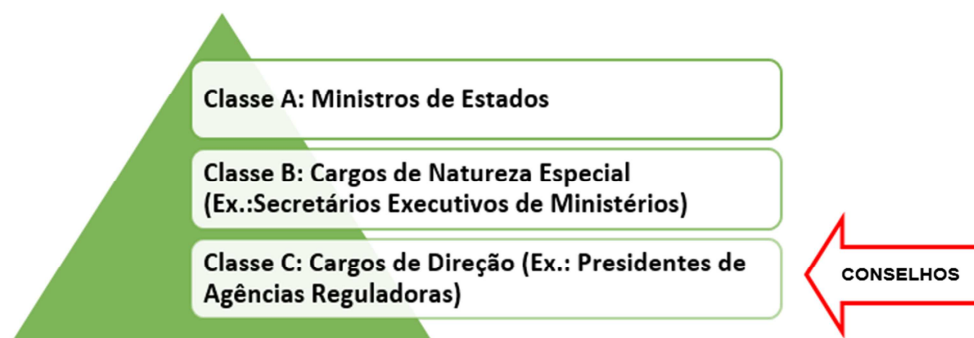 Classe A: Ministros de Estados
Classe B: Cargos de Natureza Especial
(Ex.:Secretários Executivos de Ministérios)
Classe C: Cargos de Direção (Ex.: Presidentes de
Agências Reguladoras)
CONSELHOS